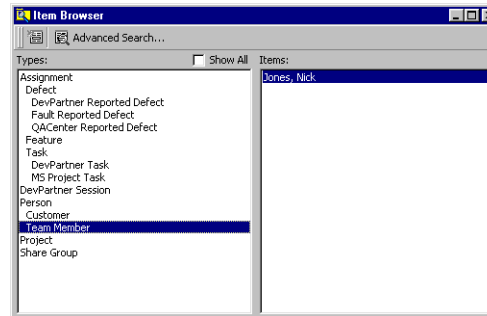 Item Browser
Advanced Search...
Types:
Show All
Items:
Assignment
Defect
DevPartner Reported Defect
Fault Reported Defect
QACenter Reported Defect
Feature
Task
DevPartner Task
MS Project Task
DevPartner Session
Person
Customer
Team Member
Project
Share Group
Jones, Nick